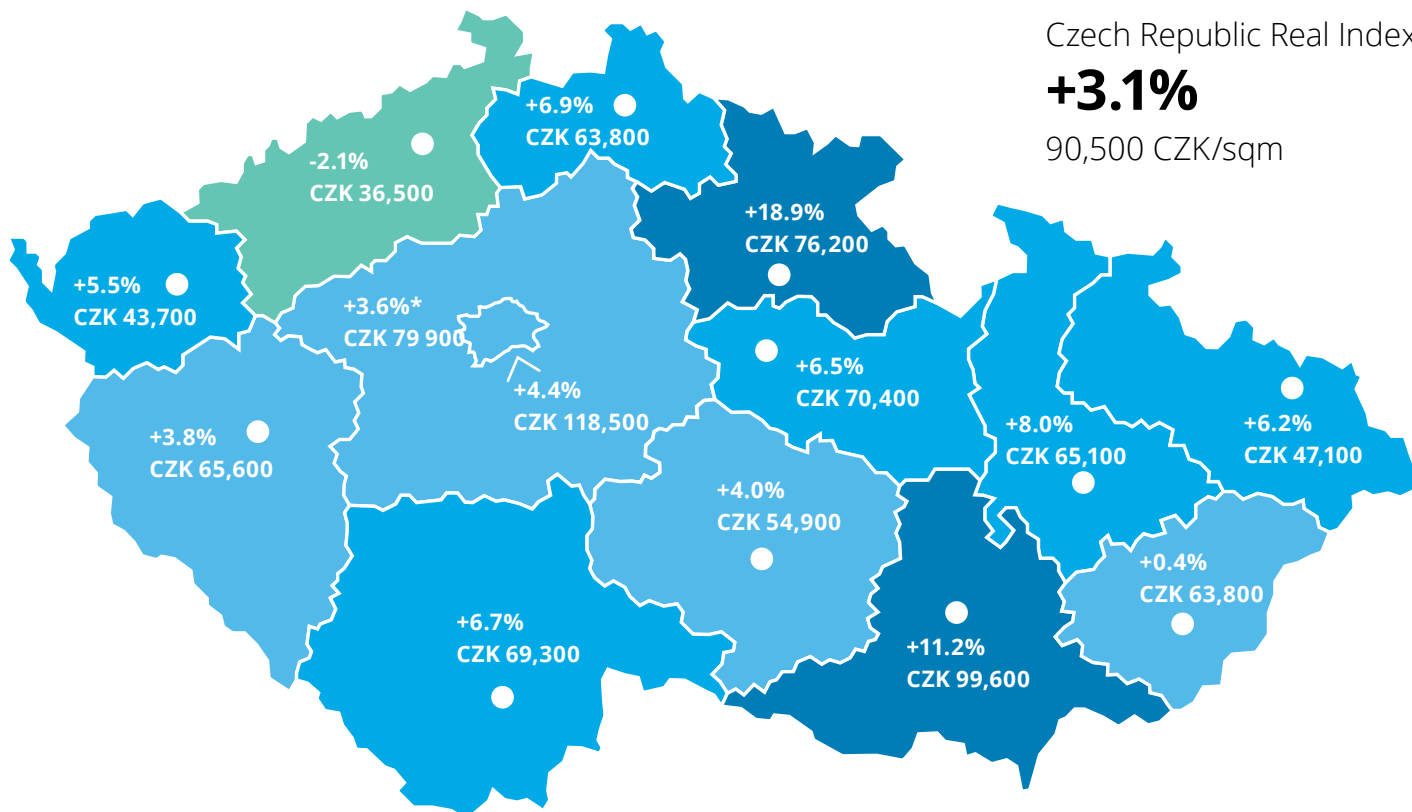 Czech Republic Real Index
+3.1%
90,500 CZK/sqm
+6.9%
CZK 63,800
-2.1%
CZK 36,500
+18.9%
CZK 76,200
+5.5%
CZK 43,700
+3.6%*
CZK 79 900
+4.4%
CZK 118,500
+6.5%
CZK 70,400
+3.8%
CZK 65,600
+8.0%
CZK 65,100
+6.2%
CZK 47,100
+4.0%
CZK 54,900
+0.4%
CZK 63,800
+6.7%
CZK 69,300
+11.2%
CZK 99,600